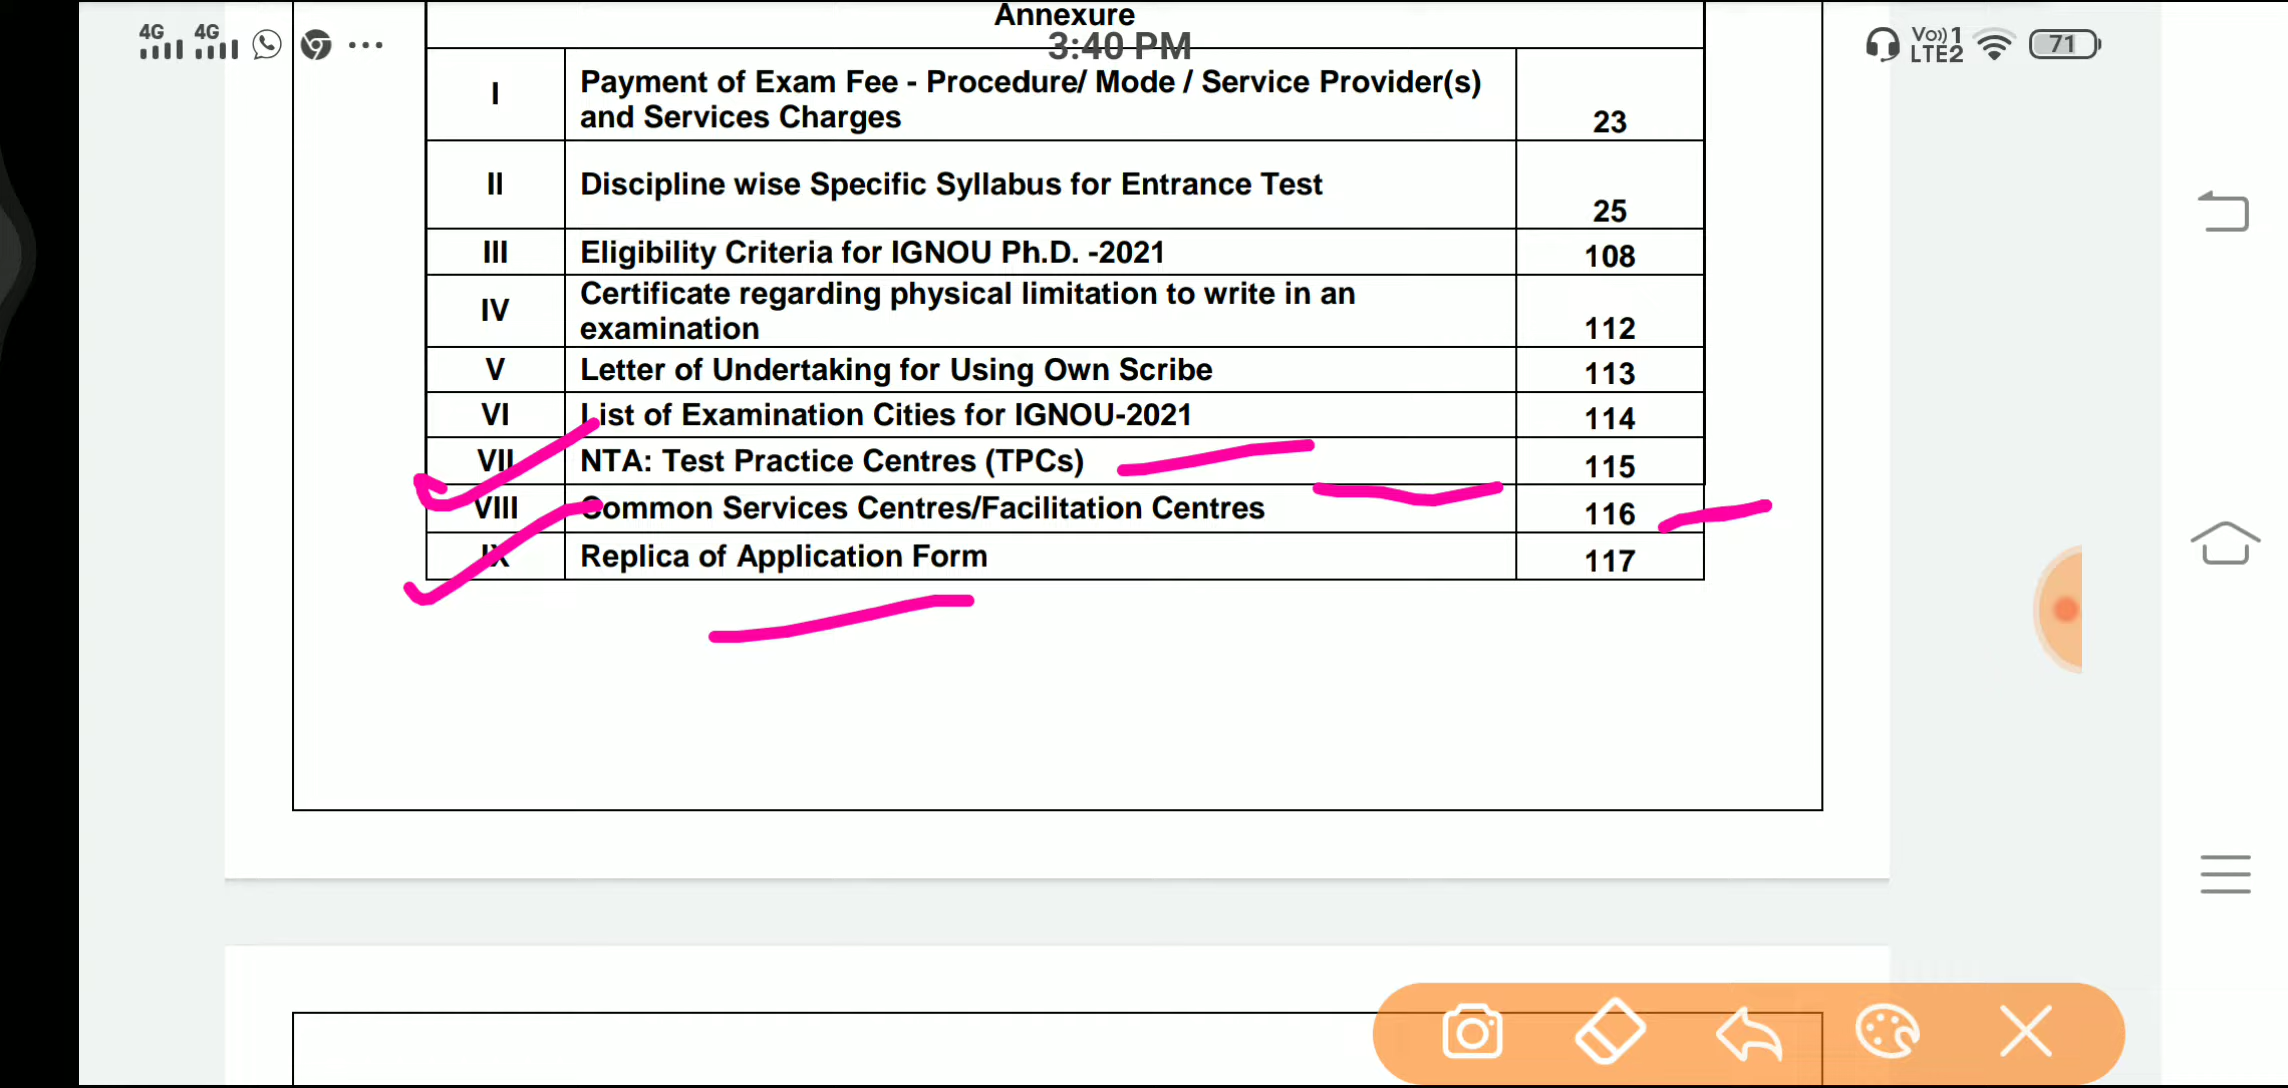 Annexure
4G 4G
3:40 PM
Vo)) 1
LTE2
71
I Payment of Exam Fee - Procedure/ Mode / Service Provider(s)
and Services Charges 23
II Discipline wise Specific Syllabus for Entrance Test 25
III Eligibility Criteria for IGNOU Ph.D. -2021 108
IV Certificate regarding physical limitation to write in an
examination 112
V Letter of Undertaking for Using Own Scribe 113
VI List of Examination Cities for IGNOU-2021 114
VII NTA: Test Practice Centres (TPCs) 115
VIII Common Services Centres/Facilitation Centres 116
IX Replica of Application Form 117